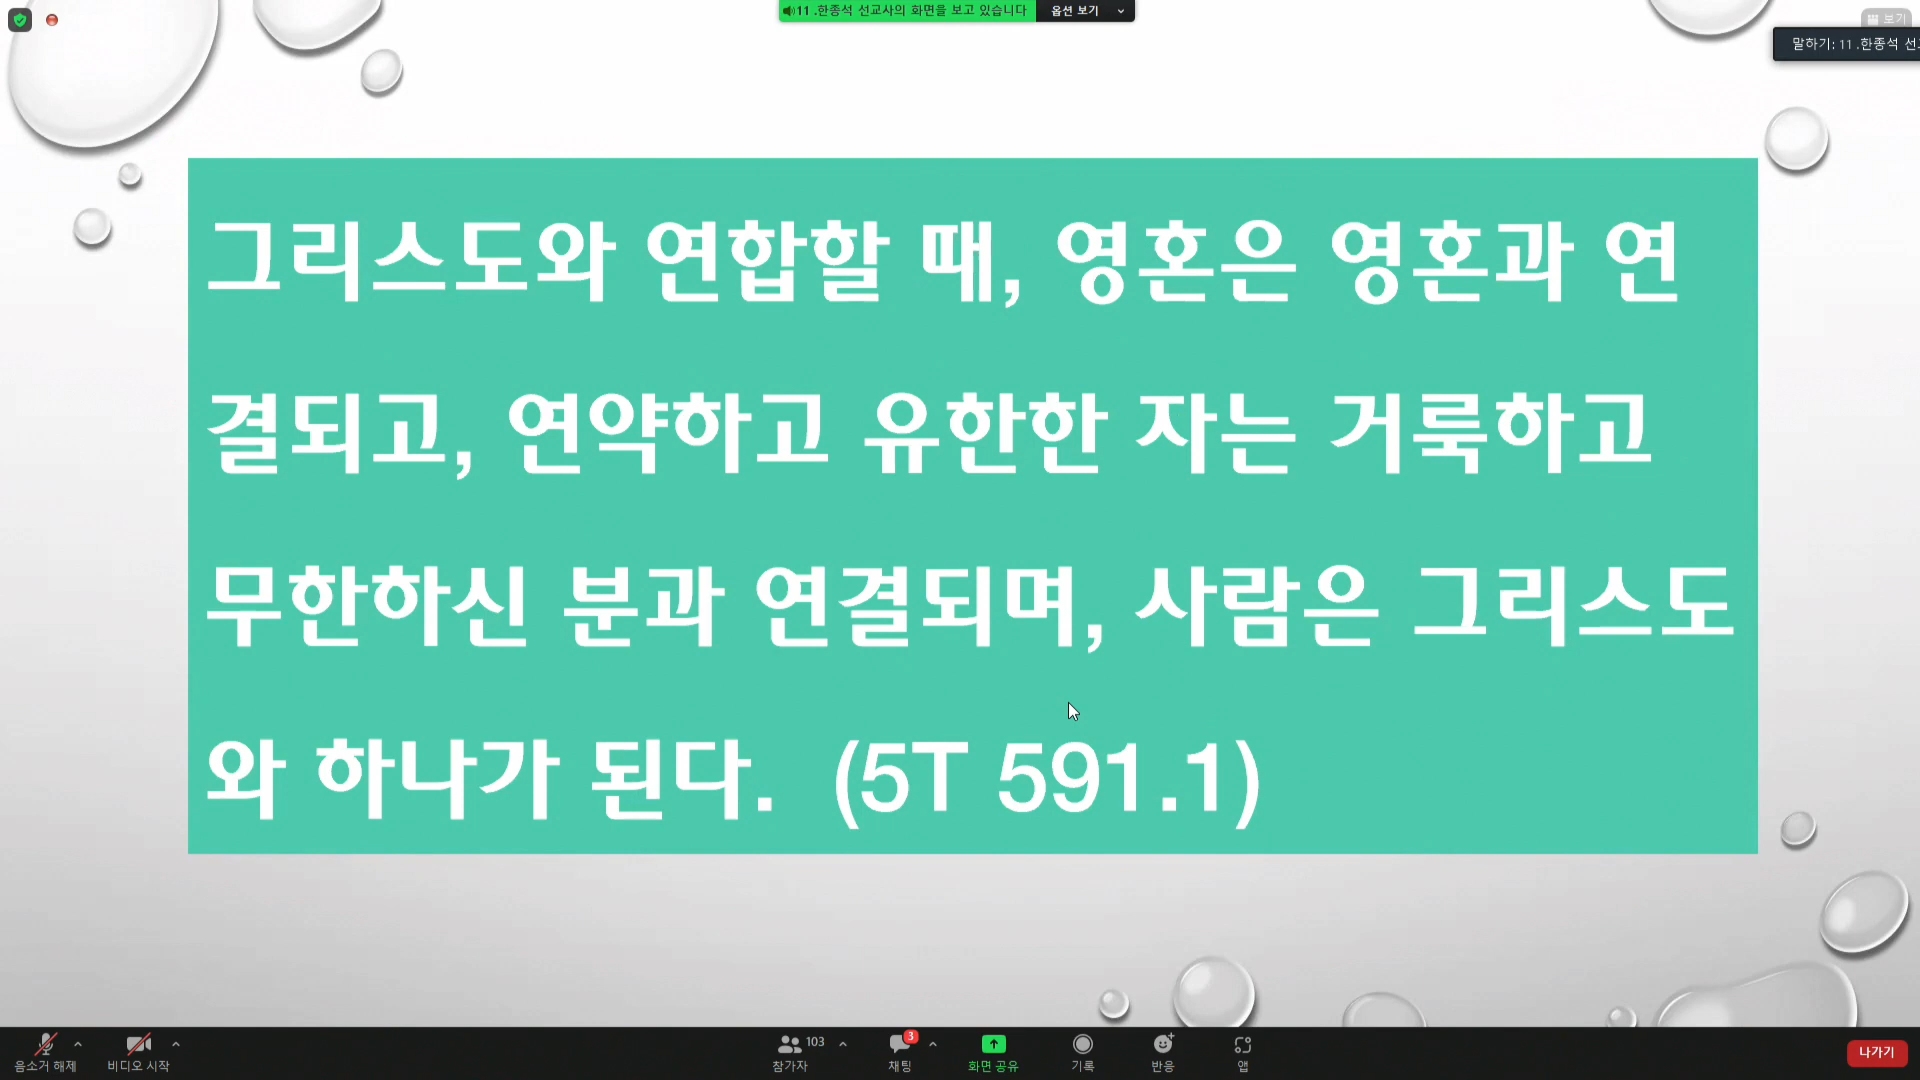 11 .한종석 선교사의 화면을 보고 있습니다 옵션 보기
보기
말하기: 11 .한종석 선
그리스도와 연합할 때, 영혼은 영혼과 연
결되고, 연약하고 유한한 자는 거룩하고
무한하신 분과 연결되며, 사람은 그리스도
와 하나가 된다. (5T 591.1)
음소거 해제 비디오 시작 참가자 103 채팅 3 화면 공유 기록 반응 앱 나가기